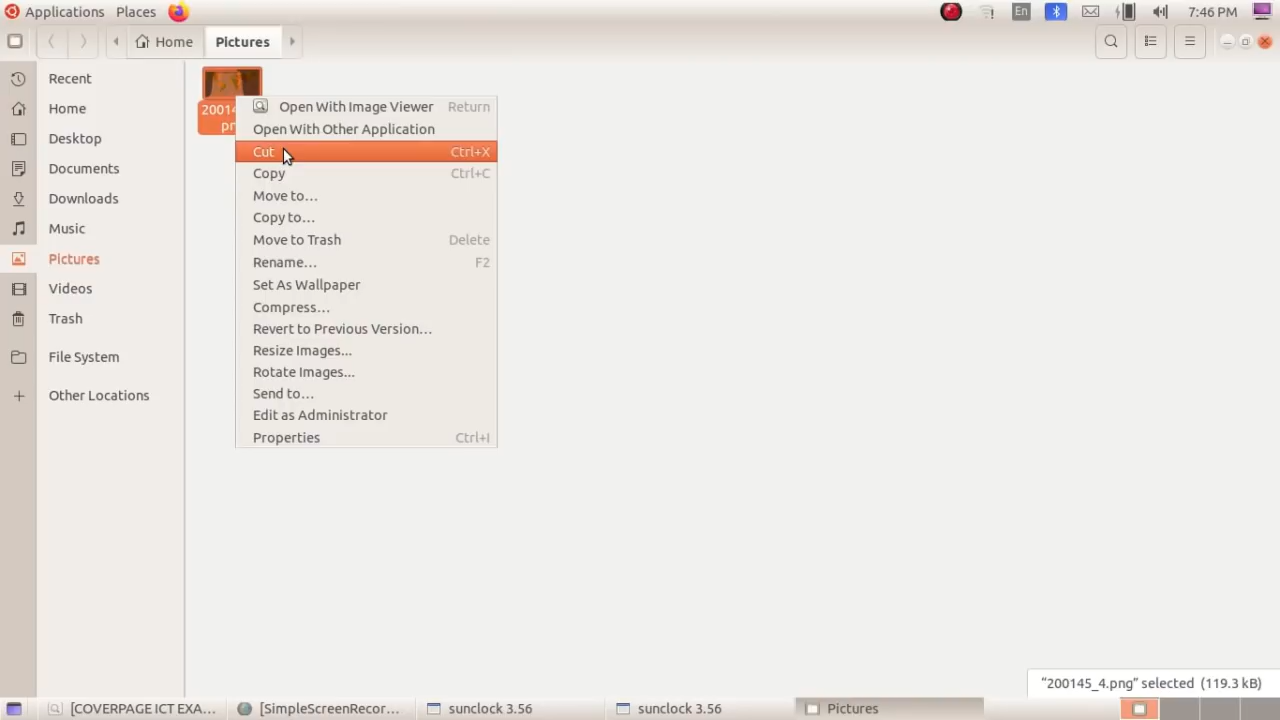 Applications Places En 7:46 PM
Home Pictures
Recent
Home
Desktop
Documents
Downloads
Music
Pictures
Videos
Trash
File System
Other Locations
Open With Image Viewer Return
Open With Other Application
Cut Ctrl+X
Copy Ctrl+C
Move to...
Copy to...
Move to Trash Delete
Rename... F2
Set As Wallpaper
Compress...
Revert to Previous Version...
Resize Images...
Rotate Images...
Send to...
Edit as Administrator
Properties Ctrl+I
“200145_4.png” selected (119.3 kB)
[COVERPAGE ICT EXA... [SimpleScreenRecor... sunclock 3.56 sunclock 3.56 Pictures